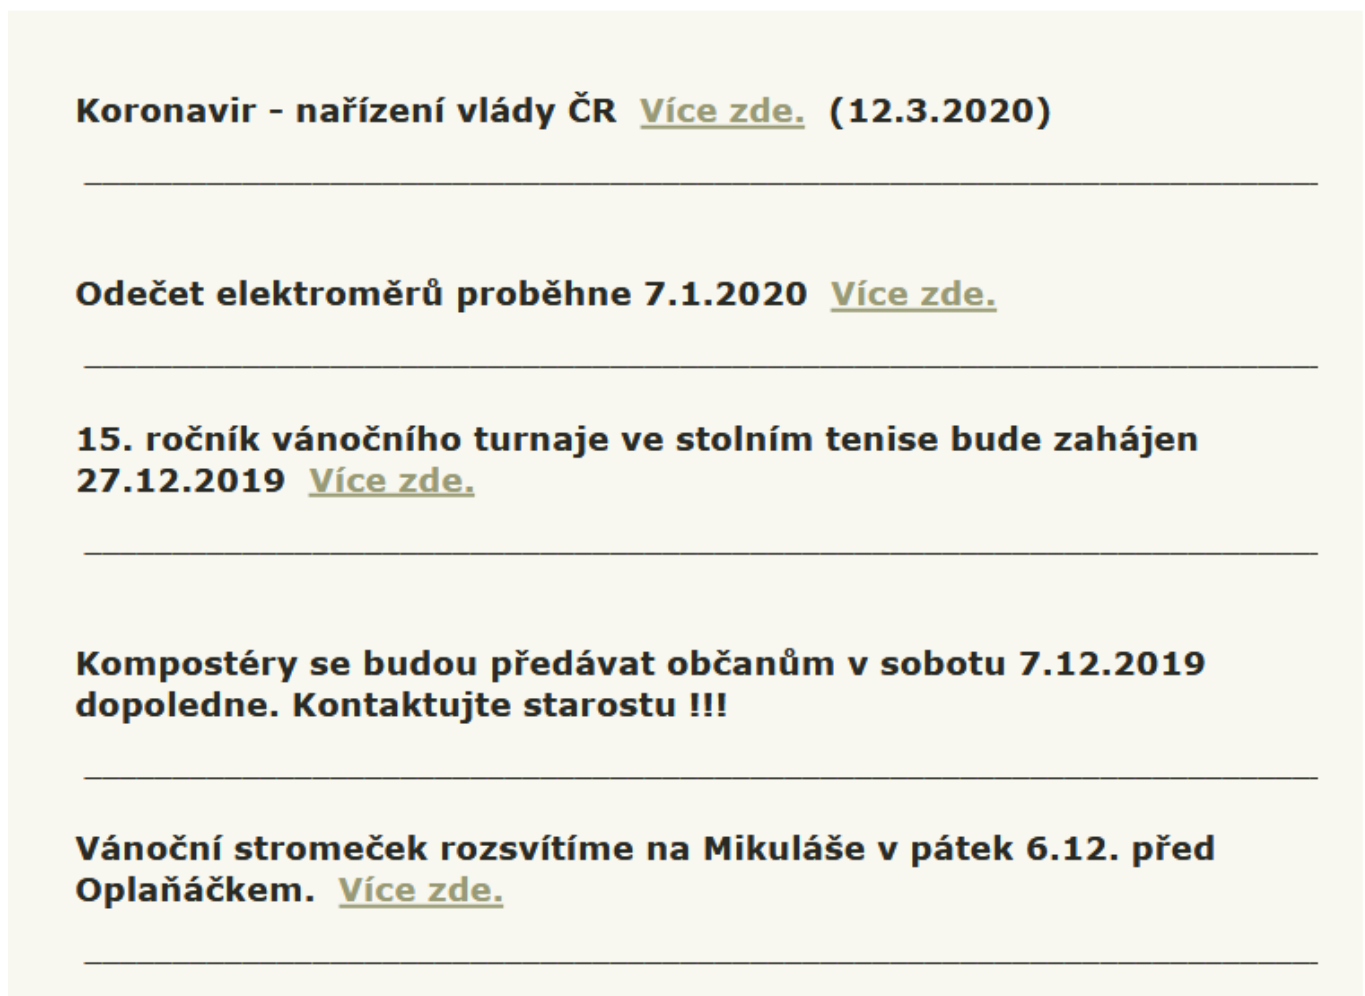 Koronavir - nařízení vlády ČR Více zde. (12.3.2020)
Odečet elektroměrů proběhne 7.1.2020 Více zde.
15. ročník vánočního turnaje ve stolním tenise bude zahájen
27.12.2019 Více zde.
Kompostéry se budou předávat občanům v sobotu 7.12.2019
dopoledne. Kontaktujte starostu !!!
Vánoční stromeček rozsvítíme na Mikuláše v pátek 6.12. před
Oplaňáčkem. Více zde.